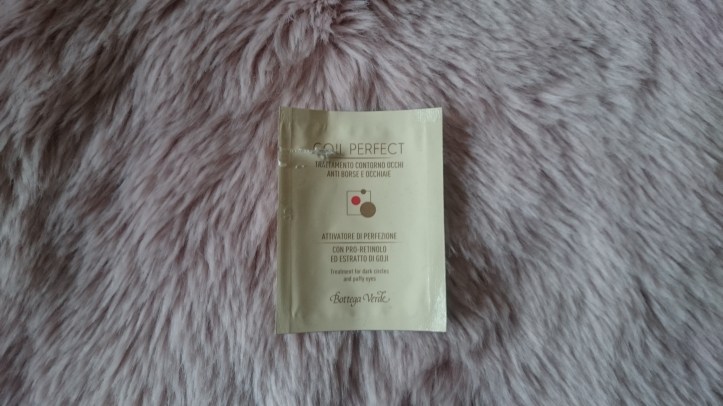 GOJI PERFECT
TRATTAMENTO CONTORNO OCCHI
ANTI BORSE E OCCHIAIE
ATTIVATORE DI PERFEZIONE
CON PRO-RETINOLO
ED ESTRATTO DI GOJI
Treatment for dark circles
and puffy eyes
Bottega Verde